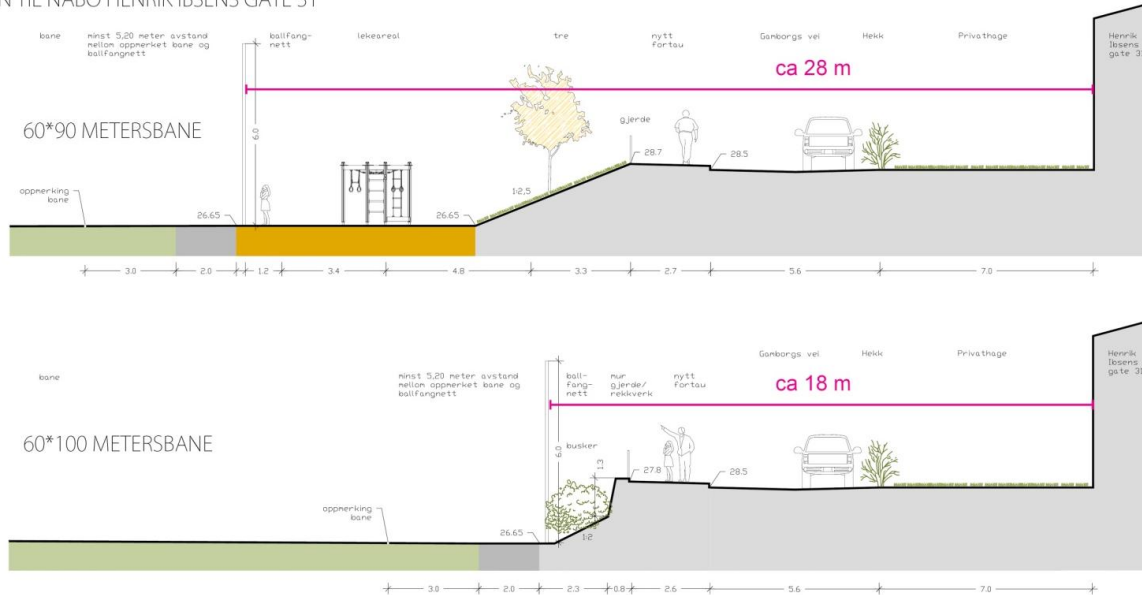 N TIL NABO HENRIK IBSENS GATE 31
bane
minst 5,20 meter avstand
mellom oppmerket bane og
ballfangnett
ballfang-
nett
lekeareal
tre
nytt
fortau
Gamborgs vei
Hekk
Privathage
Henrik
Ibsens
gate 3
ca 28 m
60*90 METERSBANE
6.0
gjerde
28.7
28.5
1:2,5
oppmerking
bane
26.65
26.65
3.0
2.0
1.2
3.4
4.8
3.3
2.7
5.6
7.0
bane
minst 5,20 meter avstand
mellom oppmerket bane og
ballfangnett
ball-
fang-
nett
mur
gjerde/
rekkverk
nytt
fortau
Gamborgs vei
Hekk
Privathage
Henrik
Ibsens
gate 3
ca 18 m
60*100 METERSBANE
busker
6.0
1.3
27.8
28.5
oppmerking
bane
26.65
1:2
3.0
2.0
2.3
0.8
2.6
5.6
7.0